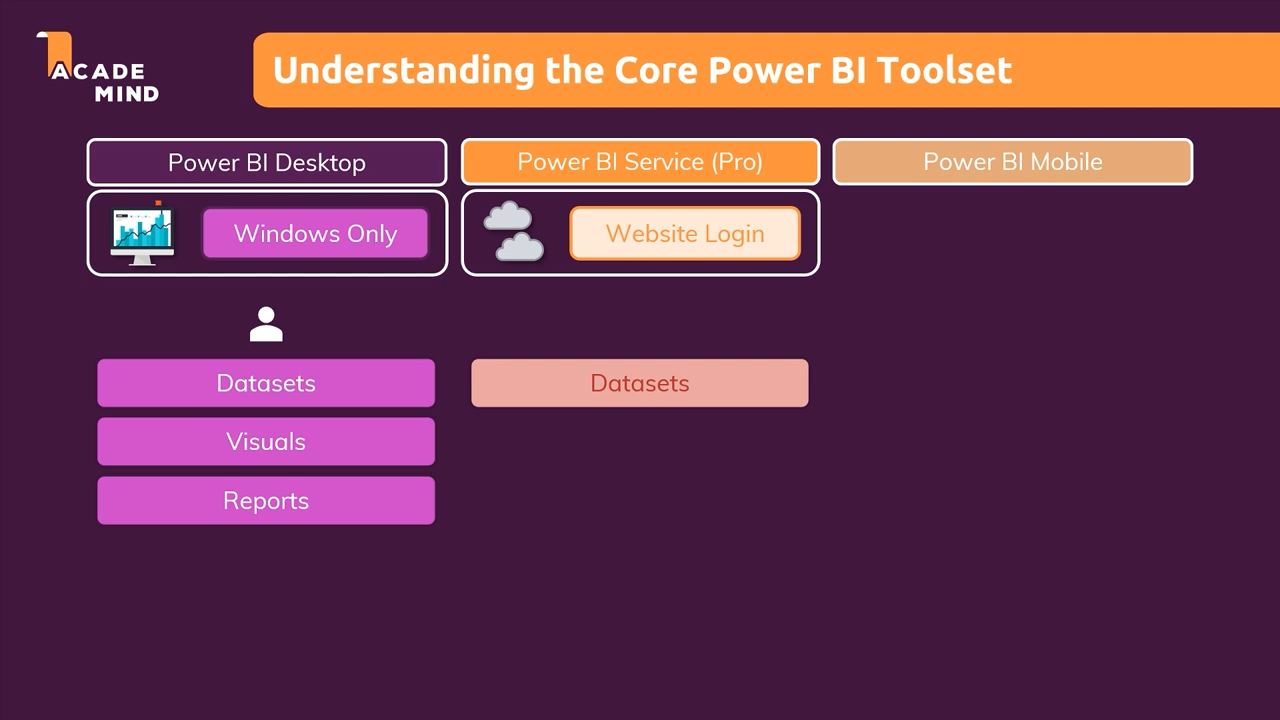 ACADE
MIND
Understanding the Core Power BI Toolset
Power BI Desktop
Power BI Service (Pro)
Power BI Mobile
Windows Only
Website Login
Datasets
Datasets
Visuals
Reports